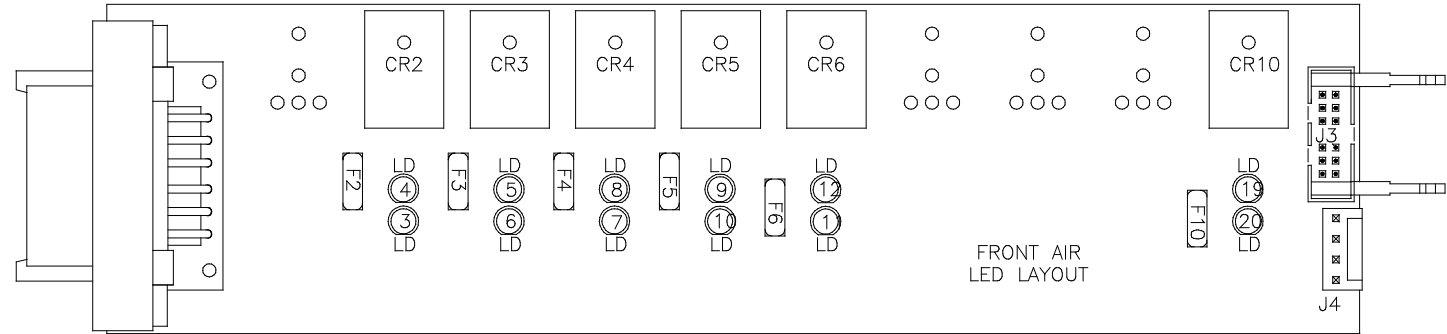 CR2 CR3 CR4 CR5 CR6 CR10
J3
LD LD LD LD LD LD
F2 F3 F4 F5 F6 F10
4 5 8 9 12 19
3 6 7 10 11 20
LD LD LD LD LD LD
FRONT AIR
LED LAYOUT
J4